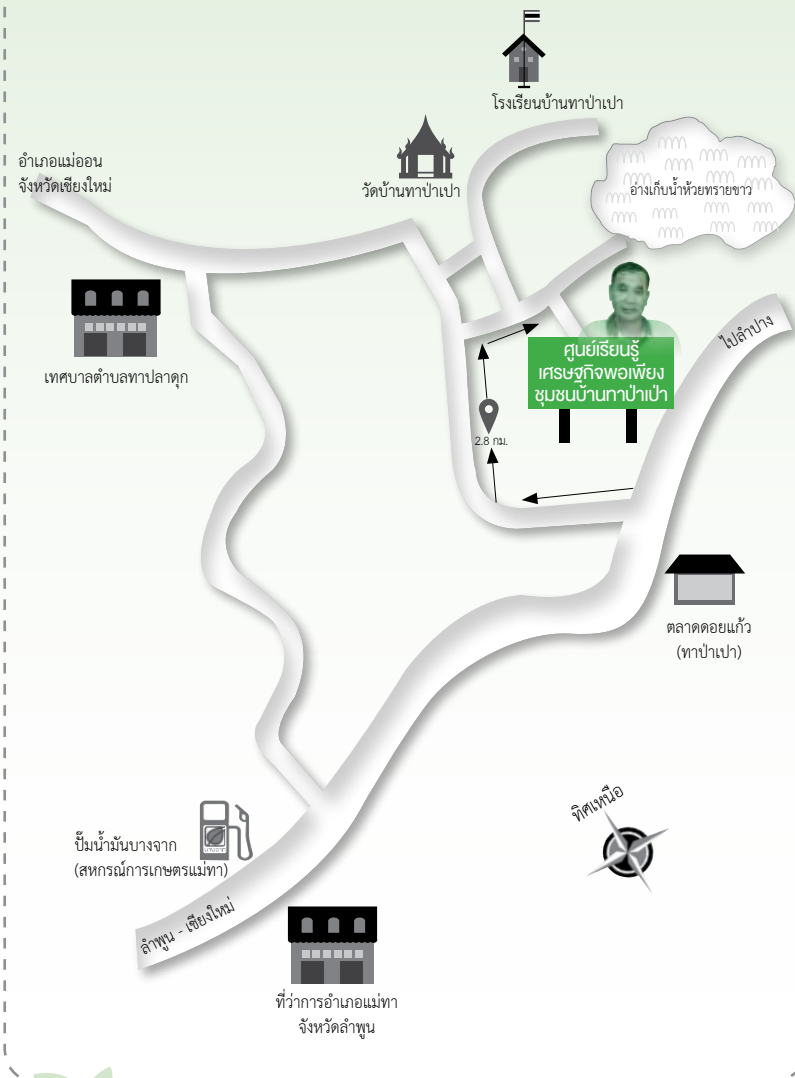 โรงเรียนบ้านทาป่าเปา
อำเภอแม่ออน
จังหวัดเชียงใหม่
วัดบ้านทาป่าเปา
อ่างเก็บน้ำห้วยทรายขาว
ไปลำปาง
ศูนย์เรียนรู้
เศรษฐกิจพอเพียง
ชุมชนบ้านทาป่าเป่า
เทศบาลตำบลทาปลาดุก
2.8 กม.
ตลาดดอยแก้ว
(ทาป่าเปา)
ทิศเหนือ
ปั๊มน้ำมันบางจาก
(สหกรณ์การเกษตรแม่ทา)
บางจาก
ลำพูน - เชียงใหม่
ที่ว่าการอำเภอแม่ทา
จังหวัดลำพูน